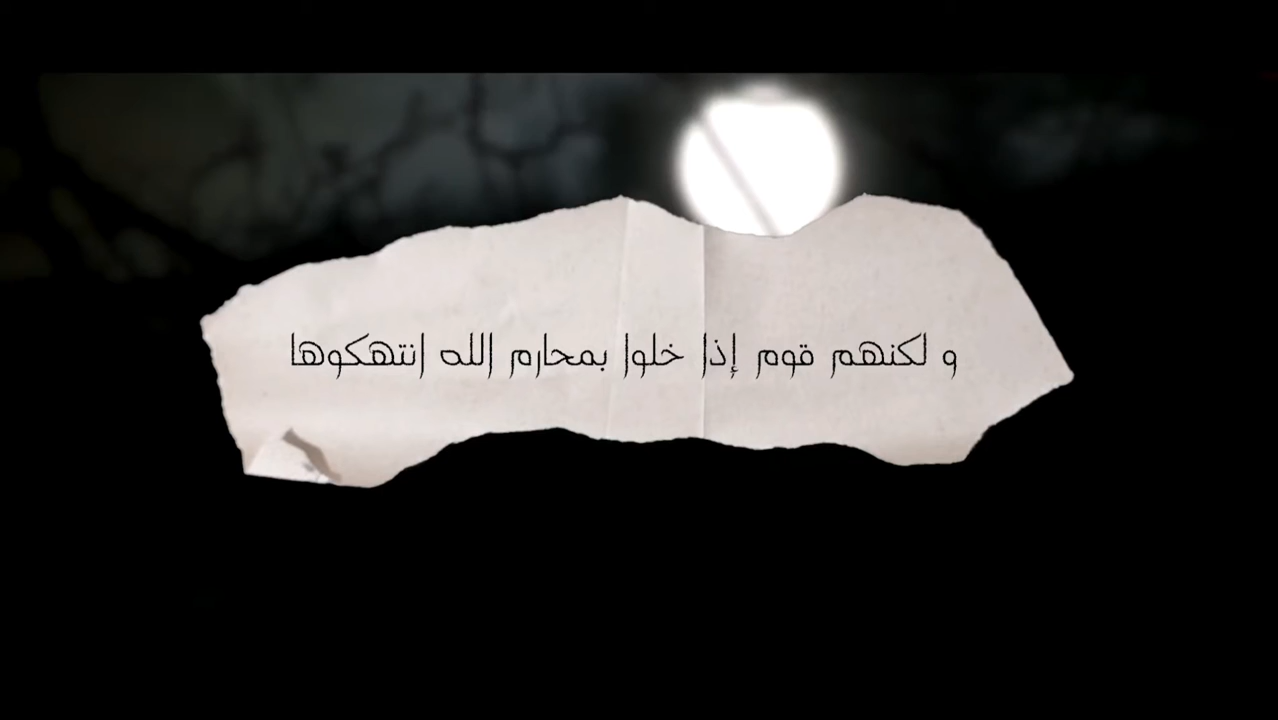 و لكنهم قوم إذا خلوا بمحارم الله انتهكوها